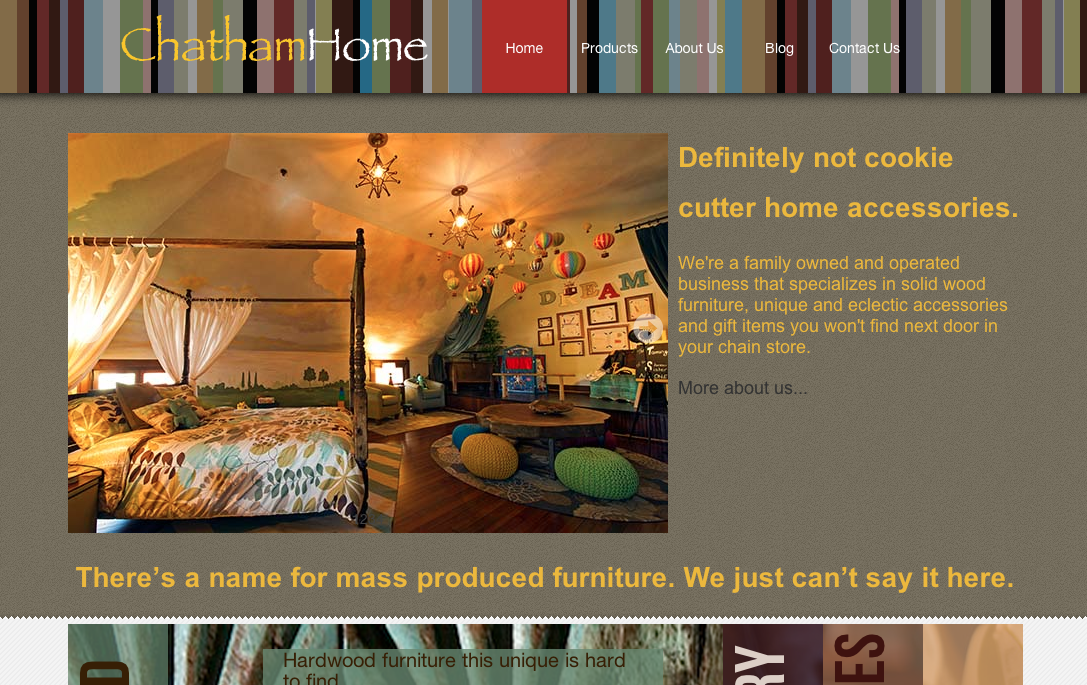 ChathamHome
Home Products About Us Blog Contact Us
Definitely not cookie
cutter home accessories.
We're a family owned and operated
business that specializes in solid wood
furniture, unique and eclectic accessories
and gift items you won't find next door in
your chain store.
More about us...
DREAM
There’s a name for mass produced furniture. We just can’t say it here.
Hardwood furniture this unique is hard
to find
D
RY
ES